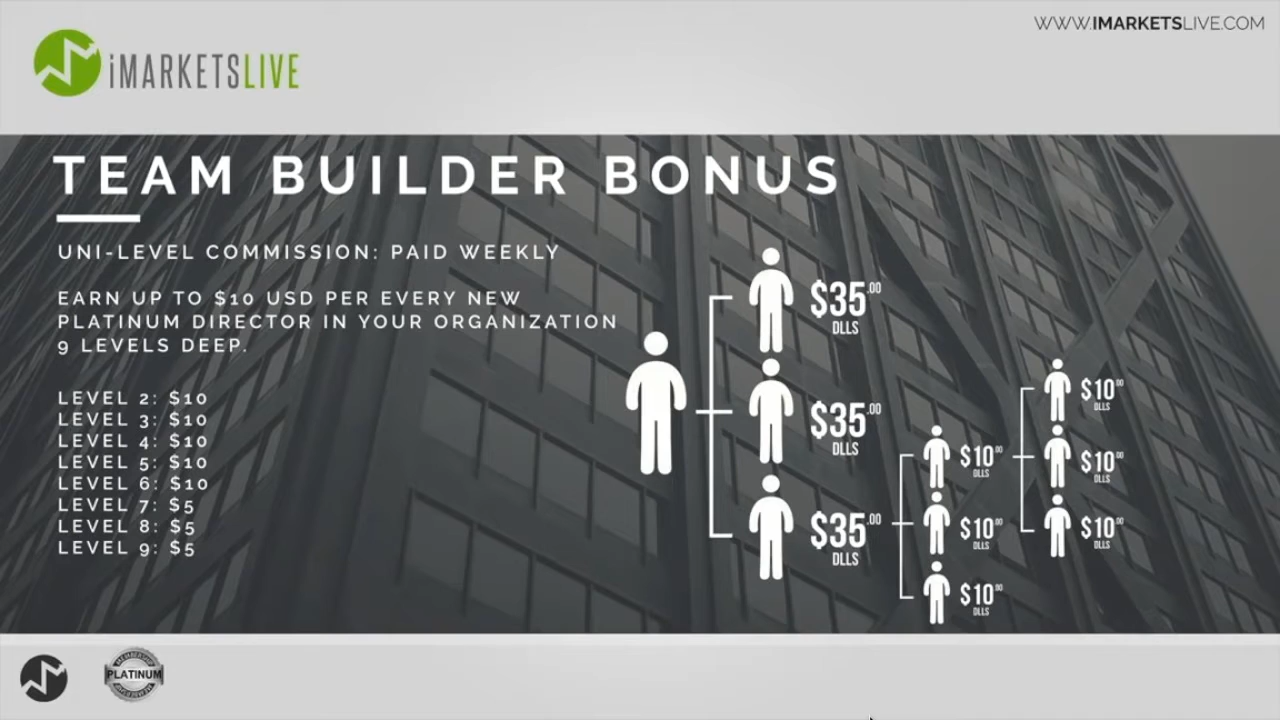 WWW.IMARKETSLIVE.COM
iMARKETSLIVE
TEAM BUILDER BONUS
UNI-LEVEL COMMISSION: PAID WEEKLY
EARN UP TO $10 USD PER EVERY NEW
PLATINUM DIRECTOR IN YOUR ORGANIZATION
9 LEVELS DEEP.
LEVEL 2: $10
LEVEL 3: $10
LEVEL 4: $10
LEVEL 5: $10
LEVEL 6: $10
LEVEL 7: $5
LEVEL 8: $5
LEVEL 9: $5
$35.00
DLLS
$35.00
DLLS
$35.00
DLLS
$10.00
DLLS
$10.00
DLLS
$10.00
DLLS
$10.00
DLLS
$10.00
DLLS
$10.00
DLLS
MEMBERSHIP
PLATINUM